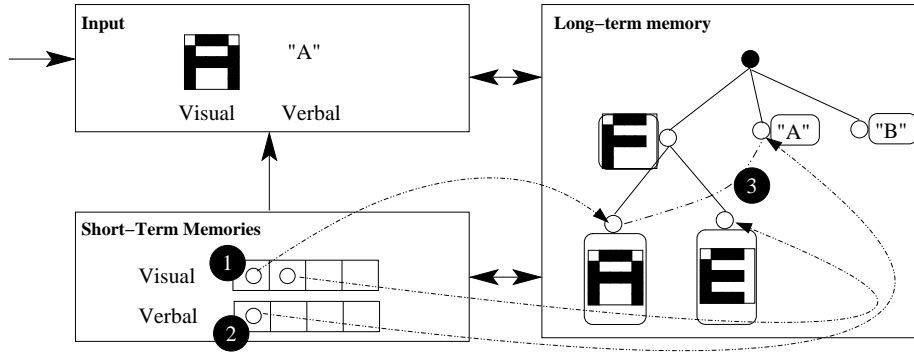 Input
"A"
Visual Verbal
Short–Term Memories
1
Visual
Verbal
2
Long–term memory
F
"A"
"B"
3
A
E